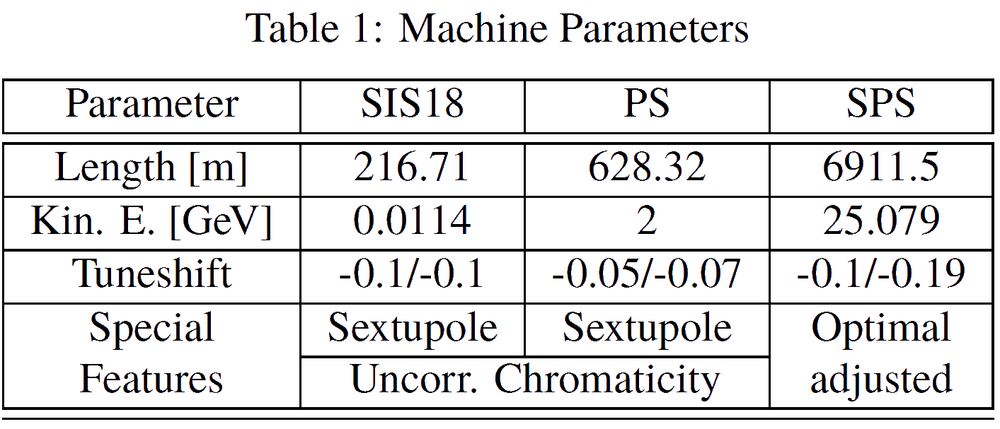 Table 1: Machine Parameters
Parameter SIS18 PS SPS
Length [m] 216.71 628.32 6911.5
Kin. E. [GeV] 0.0114 2 25.079
Tuneshift -0.1/-0.1 -0.05/-0.07 -0.1/-0.19
Special Sextupole Sextupole Optimal
Features Uncorr. Chromaticity adjusted